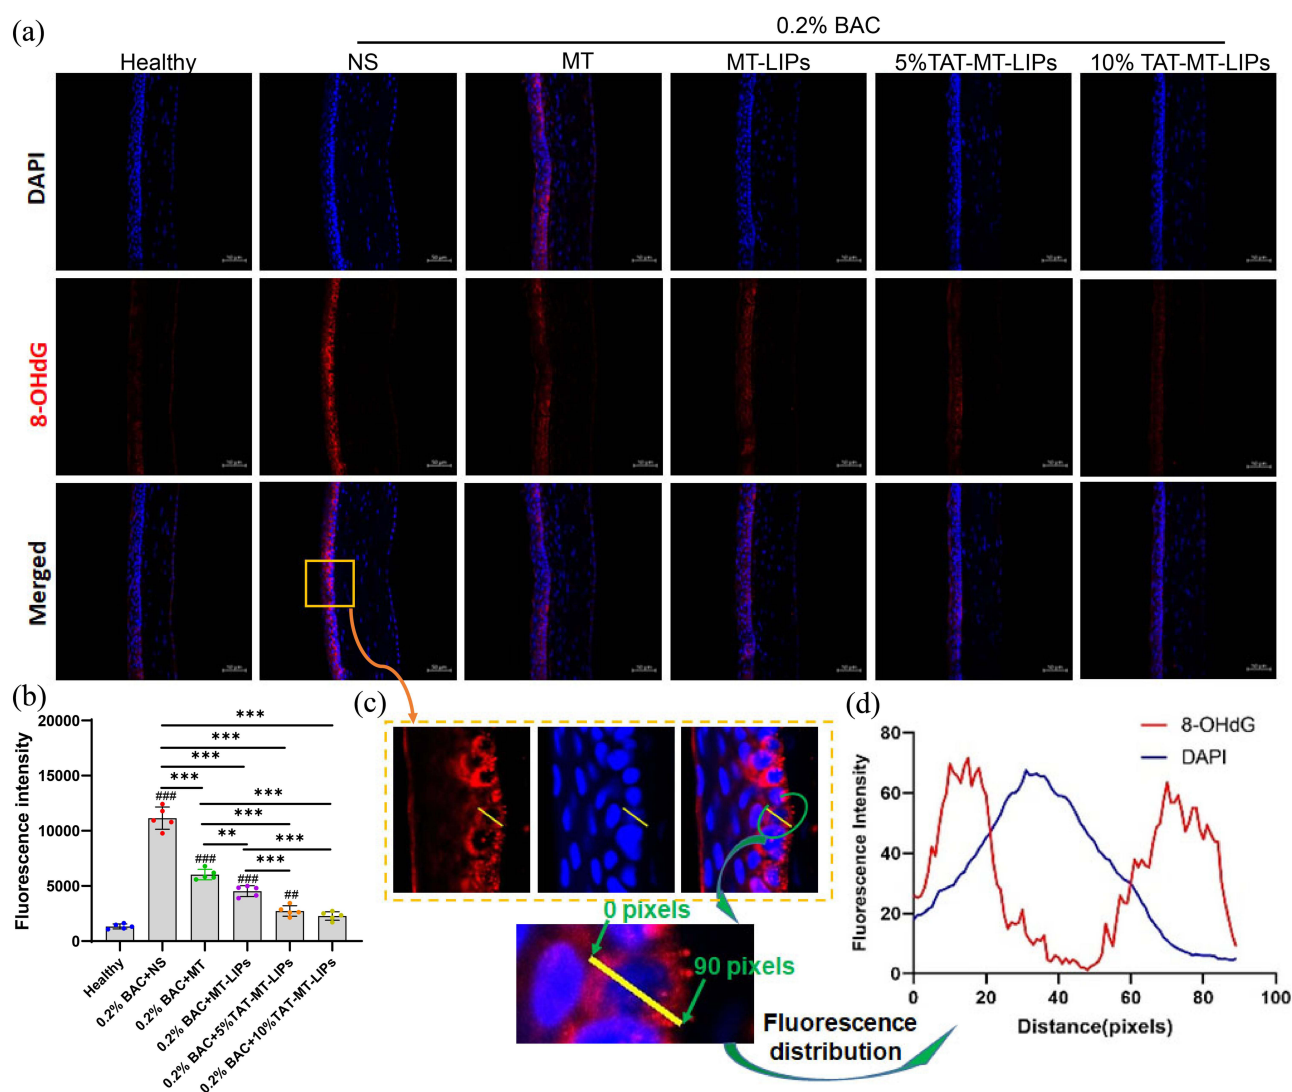 (a)
0.2% BAC
Healthy
NS
MT
MT-LIPs
5%TAT-MT-LIPs
10% TAT-MT-LIPs
DAPI
8-OHdG
Merged
(b)
Fluorescence intensity
20000
15000
10000
5000
0
***
***
***
***
***
***
**
***
***
###
###
###
##
Healthy
0.2% BAC+NS
0.2% BAC+MT
0.2% BAC+MT-LIPs
0.2% BAC+5%TAT-MT-LIPs
0.2% BAC+10%TAT-MT-LIPs
(c)
0 pixels
90 pixels
Fluorescence
distribution
(d)
8-OHdG
DAPI
Fluorescence Intensity
80
60
40
20
0
0
20
40
60
80
100
Distance(pixels)